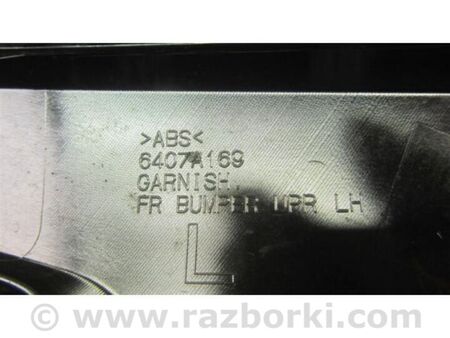 >ABS<
6407A169
GARNISH,
FR BUMPER UPR LH
L
© www.razborki.com